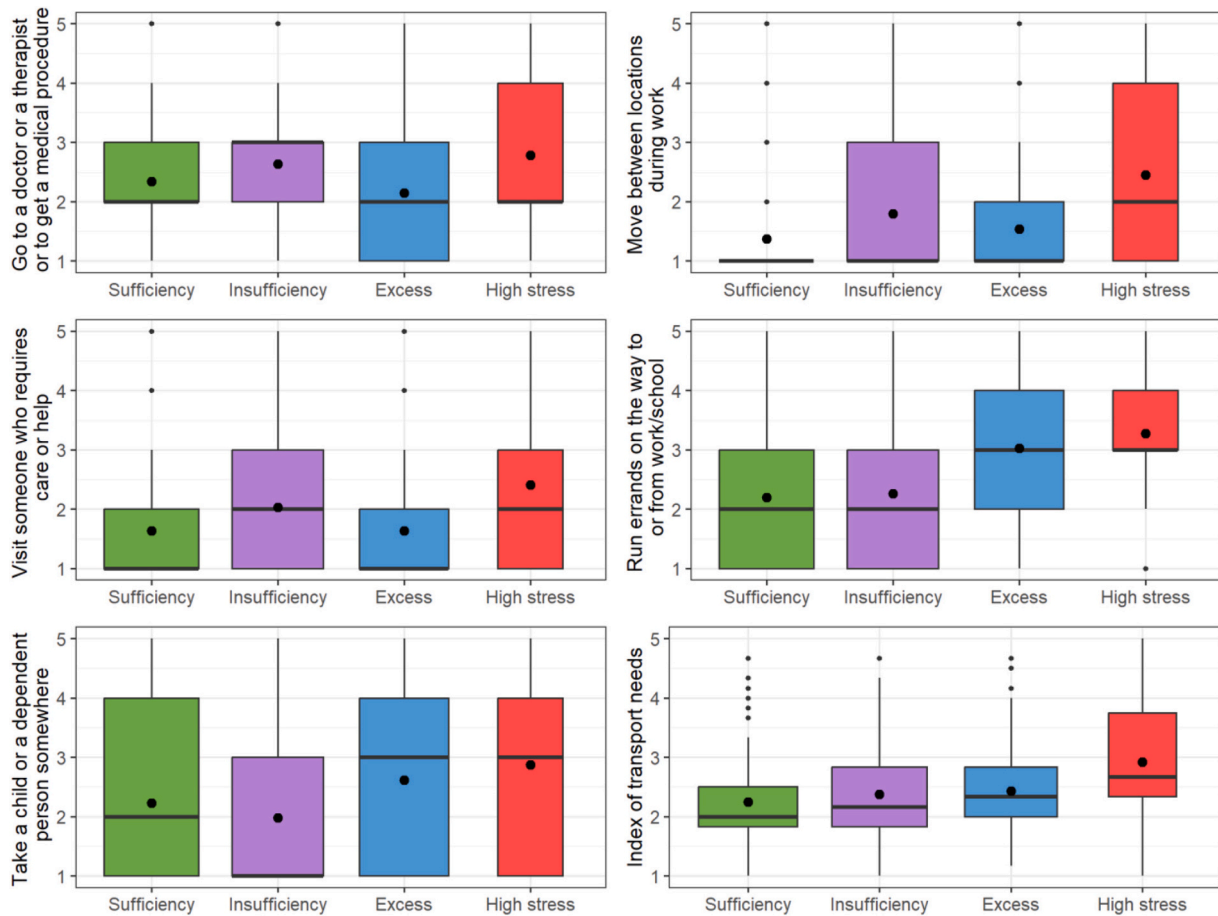 Go to a doctor or a therapist
or to get a medical procedure
5
4
3
2
1
Sufficiency Insufficiency Excess High stress
Move between locations
during work
5
4
3
2
1
Sufficiency Insufficiency Excess High stress
Visit someone who requires
care or help
5
4
3
2
1
Sufficiency Insufficiency Excess High stress
Run errands on the way to
or from work/school
5
4
3
2
1
Sufficiency Insufficiency Excess High stress
Take a child or a dependent
person somewhere
5
4
3
2
1
Sufficiency Insufficiency Excess High stress
Index of transport needs
5
4
3
2
1
Sufficiency Insufficiency Excess High stress